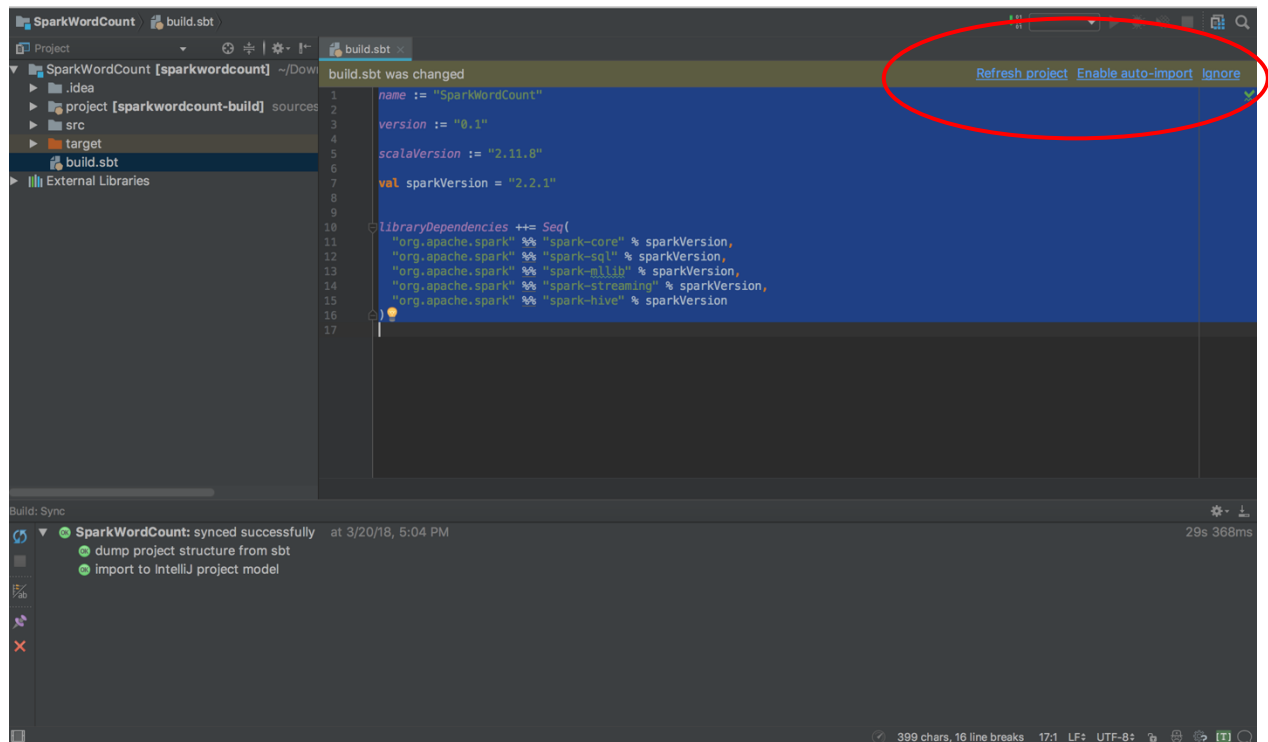 SparkWordCount build.sbt
Project
build.sbt
SparkWordCount [sparkwordcount] ~/Dow
.idea
project [sparkwordcount-build] sources
src
target
build.sbt
External Libraries
build.sbt was changed
Refresh project Enable auto-import Ignore
1 name := "SparkWordCount"
2
3 version := "0.1"
4
5 scalaVersion := "2.11.8"
6
7 val sparkVersion = "2.2.1"
8
9
10 libraryDependencies ++= Seq(
11 "org.apache.spark" %% "spark-core" % sparkVersion,
12 "org.apache.spark" %% "spark-sql" % sparkVersion,
13 "org.apache.spark" %% "spark-mllib" % sparkVersion,
14 "org.apache.spark" %% "spark-streaming" % sparkVersion,
15 "org.apache.spark" %% "spark-hive" % sparkVersion
16 )
17
Build: Sync
SparkWordCount: synced successfully at 3/20/18, 5:04 PM 29s 368ms
dump project structure from sbt
import to IntelliJ project model
399 chars, 16 line breaks 17:1 LF÷ UTF-8÷ [T]